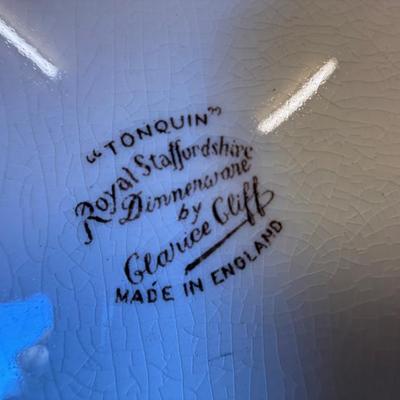 "TONQUIN"
Royal Staffordshire
Dinnerware
by
Clarice Cliff
MADE IN ENGLAND